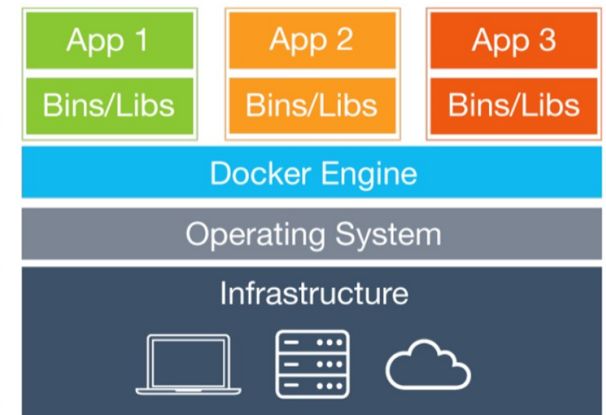 App 1
App 2
App 3
Bins/Libs
Bins/Libs
Bins/Libs
Docker Engine
Operating System
Infrastructure